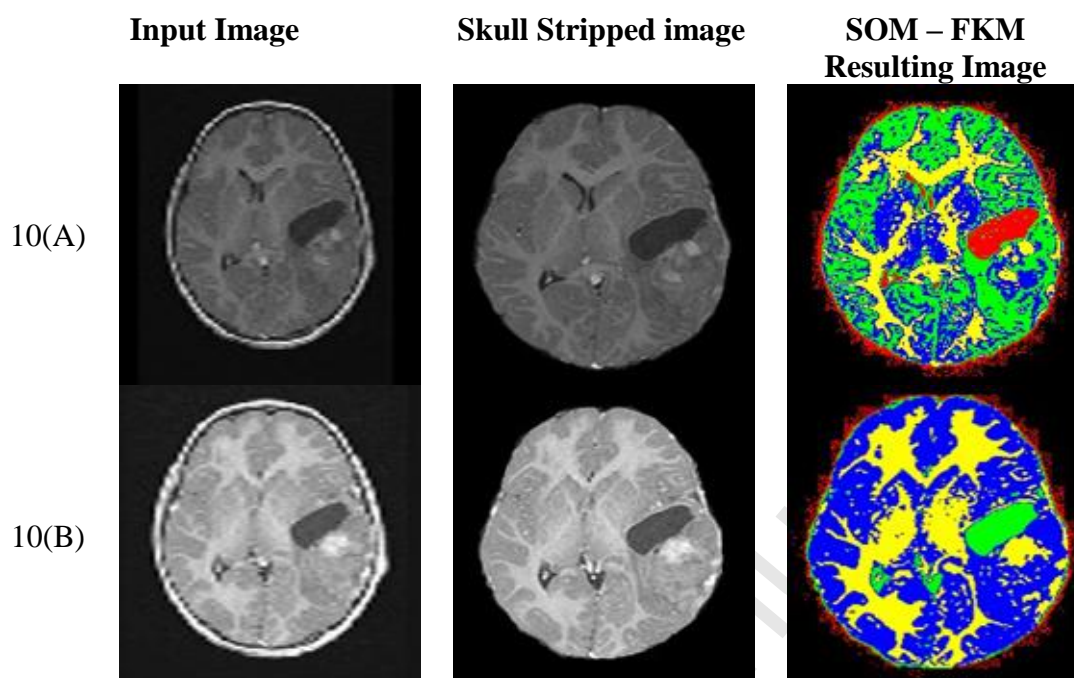 Input Image
Skull Stripped image
SOM – FKM
Resulting Image
10(A)
10(B)